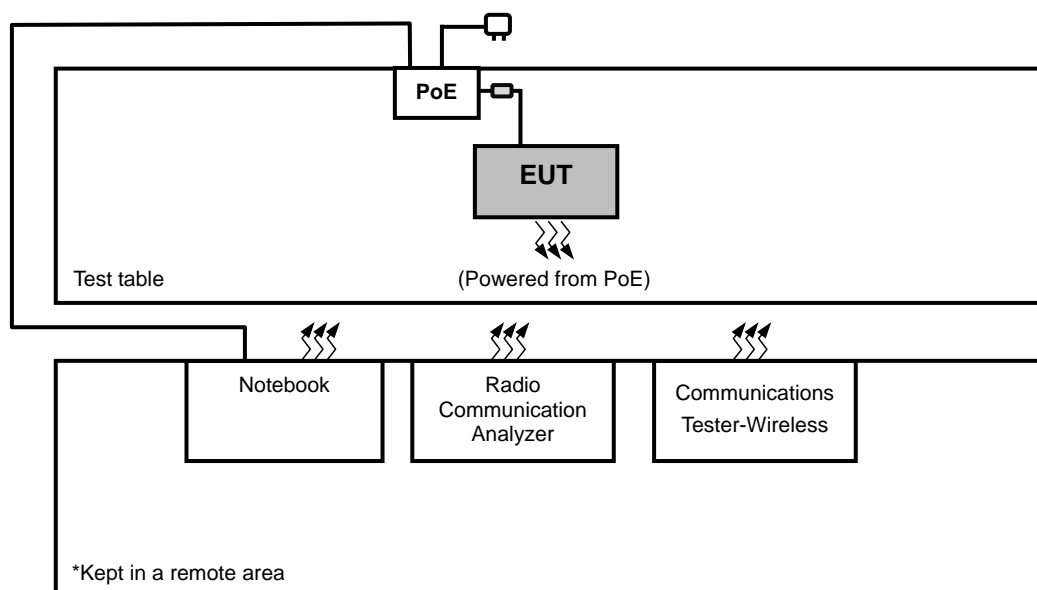 PoE
EUT
Test table
(Powered from PoE)
Notebook
Radio
Communication
Analyzer
Communications
Tester-Wireless
*Kept in a remote area